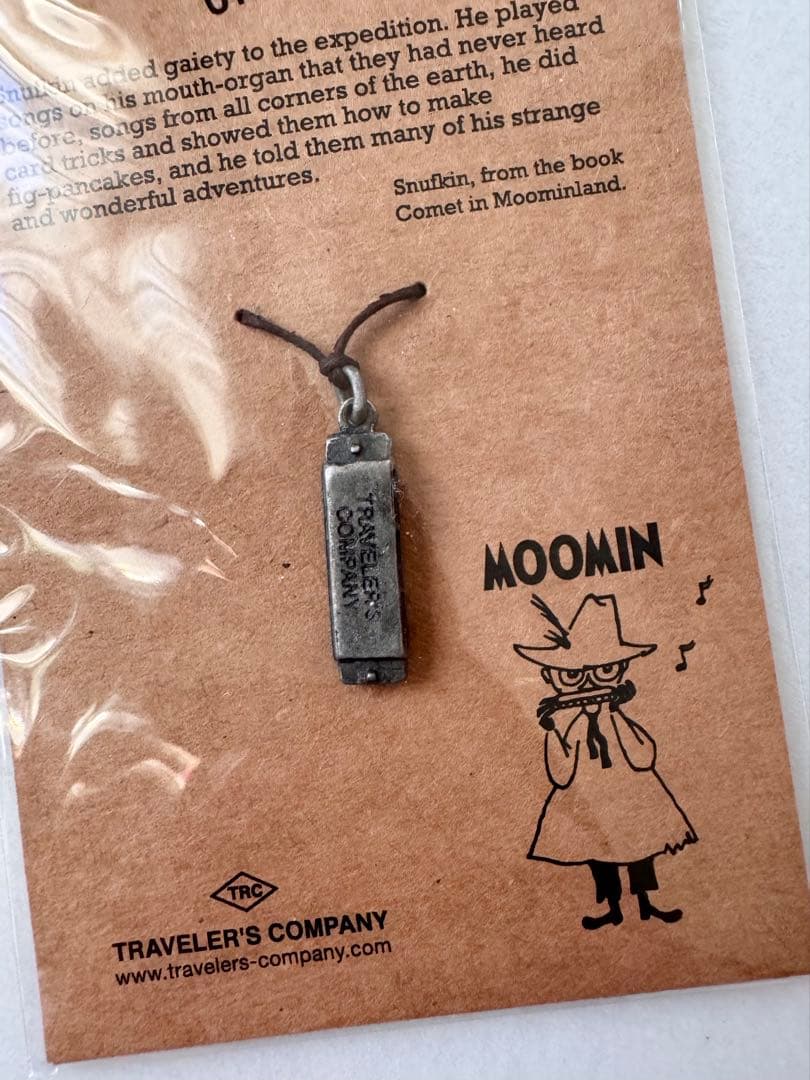 Snufkin added gaiety to the expedition. He played
songs on his mouth-organ that they had never heard
before, songs from all corners of the earth, he did
card tricks and showed them how to make
fig-pancakes, and he told them many of his strange
and wonderful adventures.
Snufkin, from the book
Comet in Moominland.
TRAVELER'S
COMPANY
MOOMIN
TRC
TRAVELER'S COMPANY
www.travelers-company.com